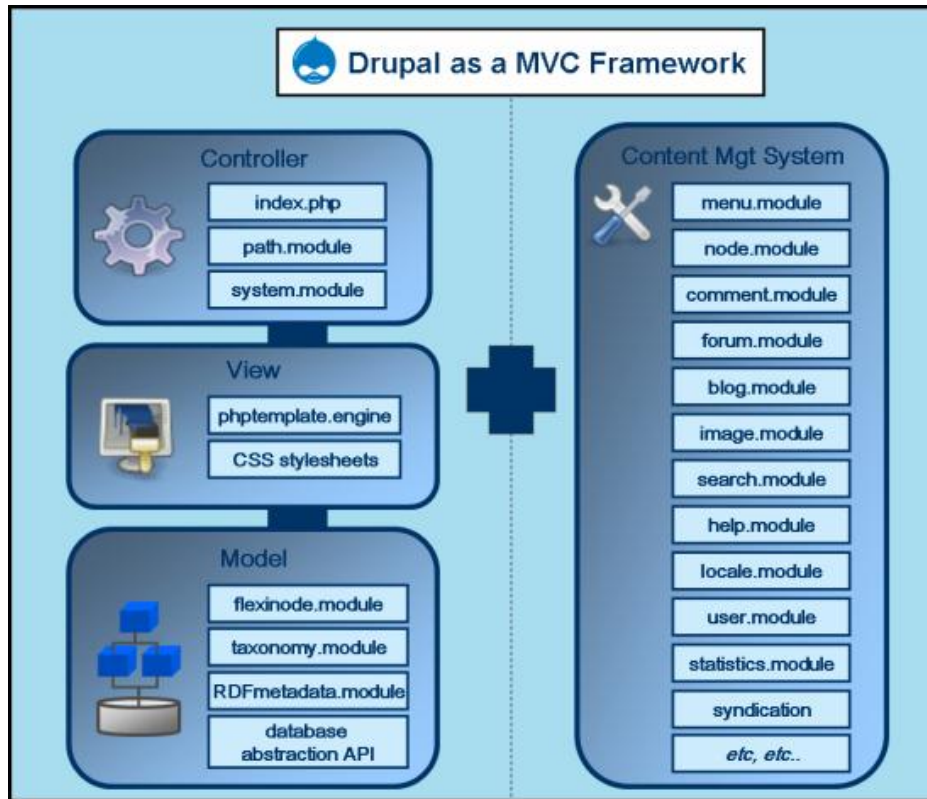 Drupal as a MVC Framework
Controller
index.php
path.module
system.module
View
phptemplate.engine
CSS stylesheets
Model
flexinode.module
taxonomy.module
RDFmetadata.module
database
abstraction API
Content Mgt System
menu.module
node.module
comment.module
forum.module
blog.module
image.module
search.module
help.module
locale.module
user.module
statistics.module
syndication
etc, etc..